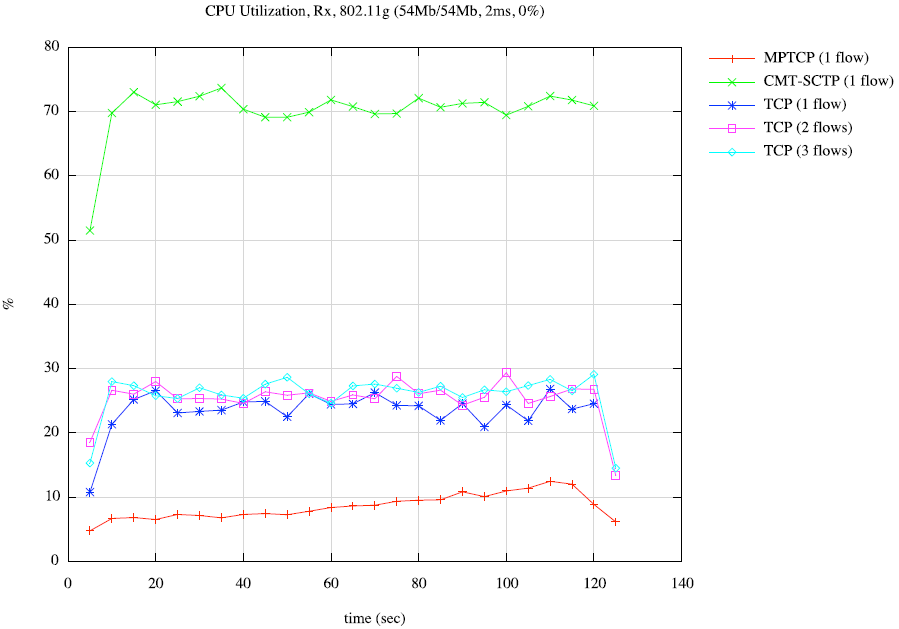 CPU Utilization, Rx, 802.11g (54Mb/54Mb, 2ms, 0%)
MPTCP (1 flow)
CMT-SCTP (1 flow)
TCP (1 flow)
TCP (2 flows)
TCP (3 flows)
80
70
60
50
40
30
20
10
0
%
0 20 40 60 80 100 120 140
time (sec)